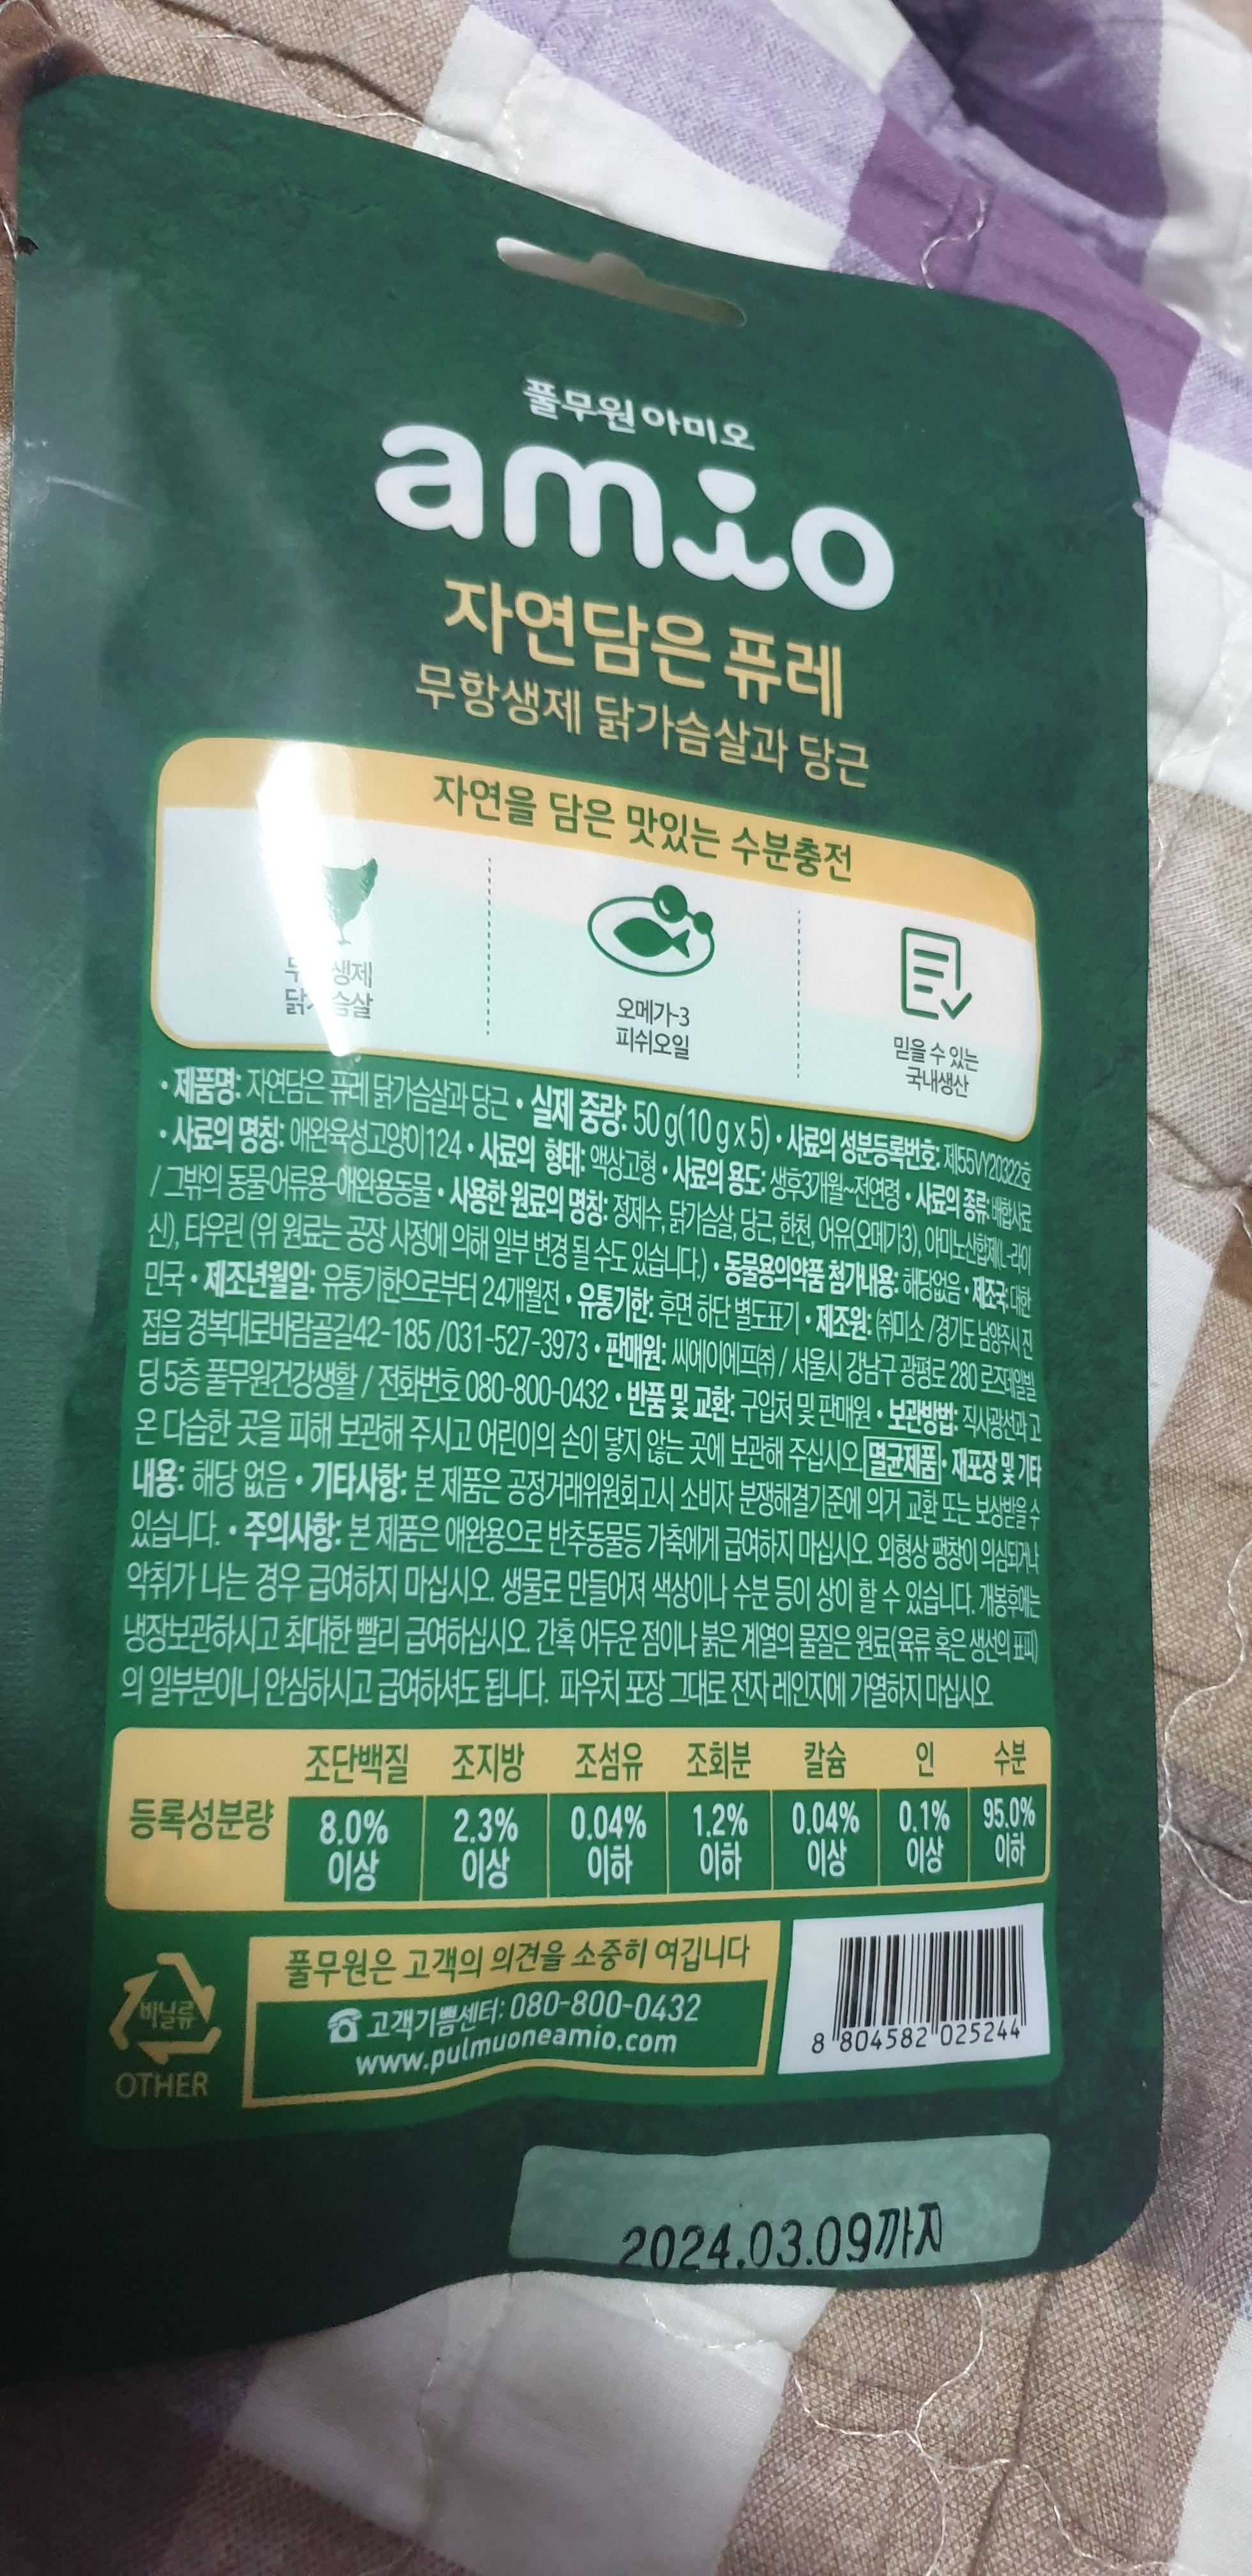 풀무원 아미오
amio
자연담은 퓨레
무항생제 닭가슴살과 당근
자연을 담은 맛있는 수분충전
무 생제
닭가슴살
오메가-3
피쉬오일
믿을 수 있는
국내생산
• 제품명: 자연담은 퓨레 닭가슴살과 당근 • 실제 중량: 50 g(10 g x 5) • 사료의 성분등록번호: 제55VY20322호
• 사료의 명칭: 애완육성고양이124 • 사료의 형태: 액상고형 • 사료의 용도: 생후3개월~전연령 • 사료의 종류: 배합사료
/ 그밖의 동물·어류용-애완용동물 • 사용한 원료의 명칭: 정제수, 닭가슴살, 당근, 한천, 어유(오메가3), 아미노산합제(L-라이
신), 타우린 (위 원료는 공장 사정에 의해 일부 변경 될 수도 있습니다.) • 동물용의약품 첨가내용: 해당없음 • 제조국: 대한
민국 • 제조년월일: 유통기한으로부터 24개월전 • 유통기한: 후면 하단 별도표기 • 제조원: ㈜미소 / 경기도 남양주시 진
접읍 경복대로바람골길42-185 /031-527-3973 • 판매원: 씨에이에프㈜ / 서울시 강남구 광평로 280 로즈데일빌
딩 5층 풀무원건강생활 / 전화번호 080-800-0432 • 반품 및 교환: 구입처 및 판매원 • 보관방법: 직사광선과 고
온 다습한 곳을 피해 보관해 주시고 어린이의 손이 닿지 않는 곳에 보관해 주십시오 멸균제품 • 재포장 및 기타
내용: 해당 없음 • 기타사항: 본 제품은 공정거래위원회고시 소비자 분쟁해결기준에 의거 교환 또는 보상받을 수
있습니다. • 주의사항: 본 제품은 애완용으로 반추동물등 가축에게 급여하지 마십시오. 외형상 팽창이 의심되거나
악취가 나는 경우 급여하지 마십시오. 생물로 만들어져 색상이나 수분 등이 상이 할 수 있습니다. 개봉후에는
냉장보관하시고 최대한 빨리 급여하십시오. 간혹 어두운 점이나 붉은 계열의 물질은 원료(육류 혹은 생선의 표피)
의 일부분이니 안심하시고 급여하셔도 됩니다. 파우치 포장 그대로 전자 레인지에 가열하지 마십시오
조단백질 조지방 조섬유 조회분 칼슘 인 수분
등록성분량 8.0% 이상 2.3% 이상 0.04% 이하 1.2% 이하 0.04% 이상 0.1% 이상 95.0% 이하
비닐류
OTHER
풀무원은 고객의 의견을 소중히 여깁니다
☎ 고객기쁨센터: 080-800-0432
www.pulmuoneamio.com
8 804582 025244
2024.03.09까지